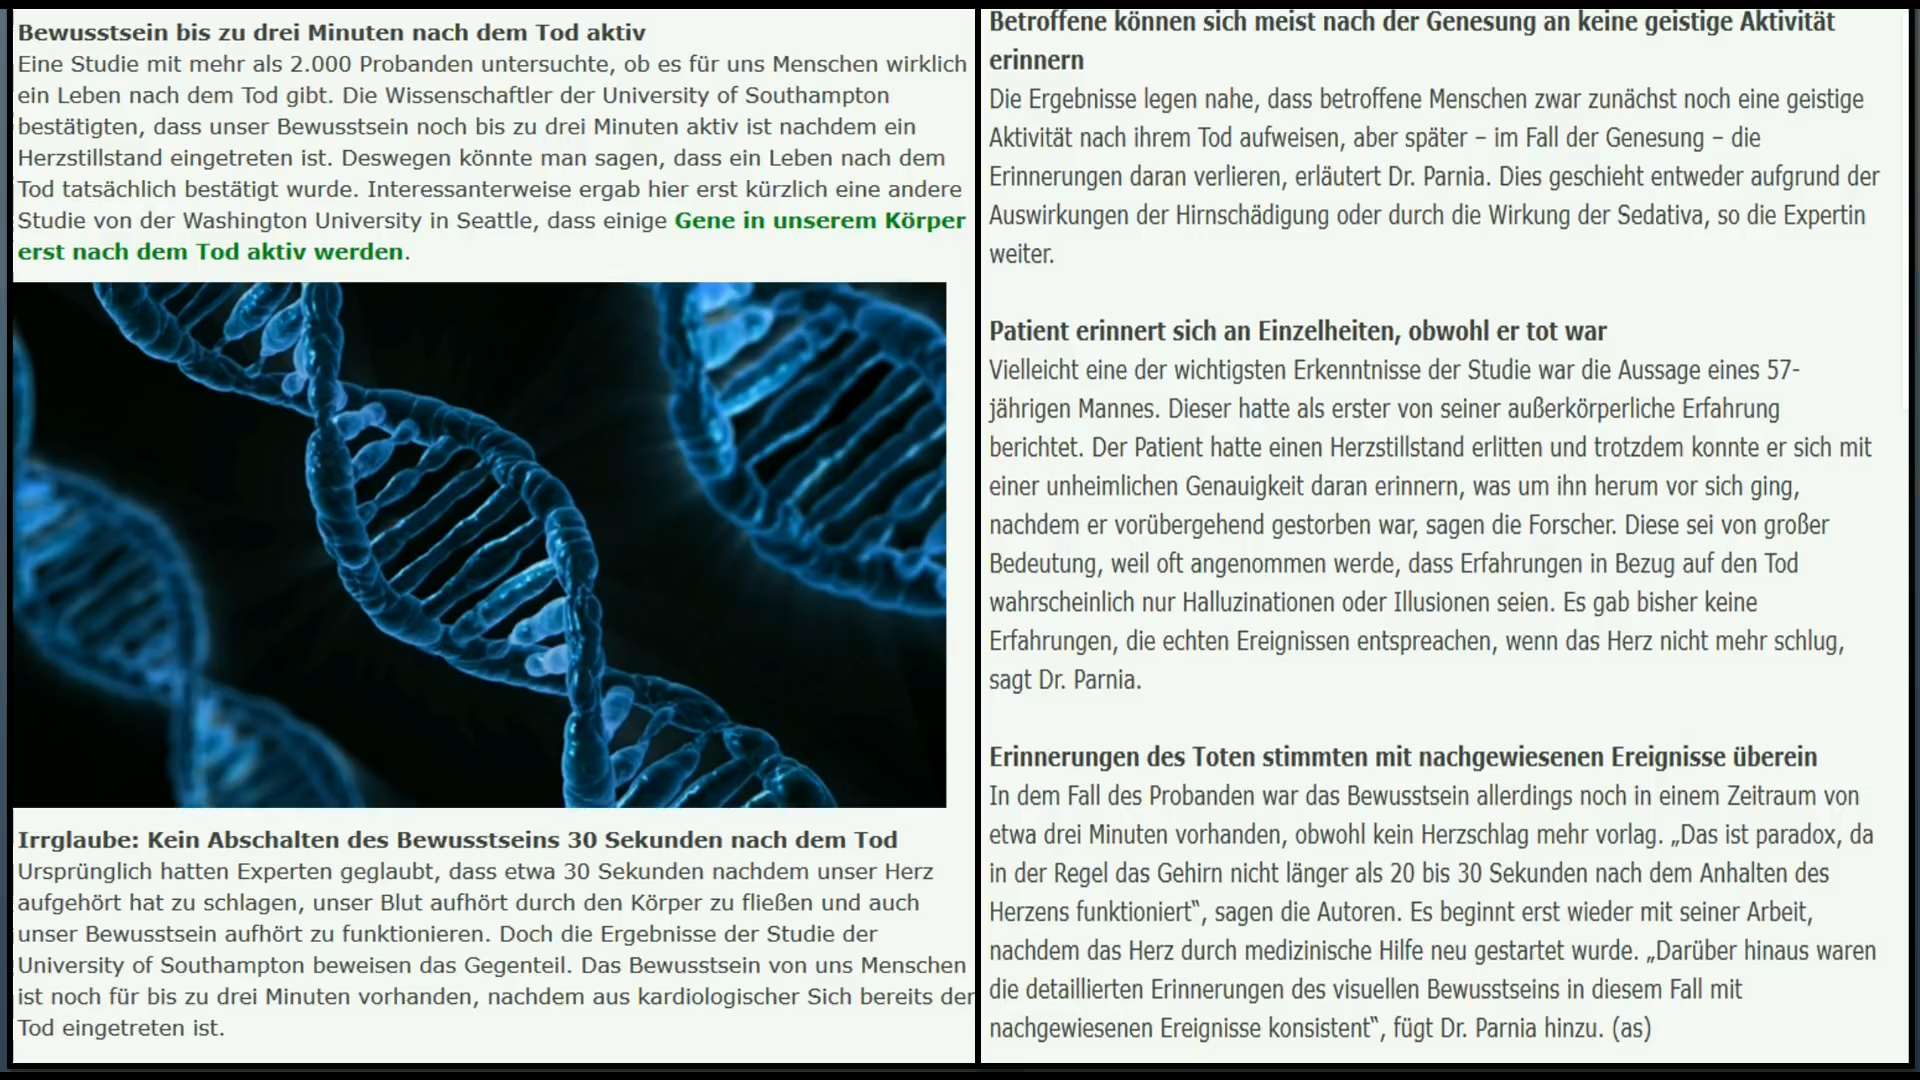 Bewusstsein bis zu drei Minuten nach dem Tod aktiv
Eine Studie mit mehr als 2.000 Probanden untersuchte, ob es für uns Menschen wirklich
ein Leben nach dem Tod gibt. Die Wissenschaftler der University of Southampton
bestätigten, dass unser Bewusstsein noch bis zu drei Minuten aktiv ist nachdem ein
Herzstillstand eingetreten ist. Deswegen könnte man sagen, dass ein Leben nach dem
Tod tatsächlich bestätigt wurde. Interessanterweise ergab hier erst kürzlich eine andere
Studie von der Washington University in Seattle, dass einige Gene in unserem Körper
erst nach dem Tod aktiv werden.
Irrglaube: Kein Abschalten des Bewusstseins 30 Sekunden nach dem Tod
Ursprünglich hatten Experten geglaubt, dass etwa 30 Sekunden nachdem unser Herz
aufgehört hat zu schlagen, unser Blut aufhört durch den Körper zu fließen und auch
unser Bewusstsein aufhört zu funktionieren. Doch die Ergebnisse der Studie der
University of Southampton beweisen das Gegenteil. Das Bewusstsein von uns Menschen
ist noch für bis zu drei Minuten vorhanden, nachdem aus kardiologischer Sich bereits der
Tod eingetreten ist.
Betroffene können sich meist nach der Genesung an keine geistige Aktivität
erinnern
Die Ergebnisse legen nahe, dass betroffene Menschen zwar zunächst noch eine geistige
Aktivität nach ihrem Tod aufweisen, aber später – im Fall der Genesung – die
Erinnerungen daran verlieren, erläutert Dr. Parnia. Dies geschieht entweder aufgrund der
Auswirkungen der Hirnschädigung oder durch die Wirkung der Sedativa, so die Expertin
weiter.
Patient erinnert sich an Einzelheiten, obwohl er tot war
Vielleicht eine der wichtigsten Erkenntnisse der Studie war die Aussage eines 57-
jährigen Mannes. Dieser hatte als erster von seiner außerkörperliche Erfahrung
berichtet. Der Patient hatte einen Herzstillstand erlitten und trotzdem konnte er sich mit
einer unheimlichen Genauigkeit daran erinnern, was um ihn herum vor sich ging,
nachdem er vorübergehend gestorben war, sagen die Forscher. Diese sei von großer
Bedeutung, weil oft angenommen werde, dass Erfahrungen in Bezug auf den Tod
wahrscheinlich nur Halluzinationen oder Illusionen seien. Es gab bisher keine
Erfahrungen, die echten Ereignissen entspreachen, wenn das Herz nicht mehr schlug,
sagt Dr. Parnia.
Erinnerungen des Toten stimmten mit nachgewiesenen Ereignisse überein
In dem Fall des Probanden war das Bewusstsein allerdings noch in einem Zeitraum von
etwa drei Minuten vorhanden, obwohl kein Herzschlag mehr vorlag. „Das ist paradox, da
in der Regel das Gehirn nicht länger als 20 bis 30 Sekunden nach dem Anhalten des
Herzens funktioniert“, sagen die Autoren. Es beginnt erst wieder mit seiner Arbeit,
nachdem das Herz durch medizinische Hilfe neu gestartet wurde. „Darüber hinaus waren
die detaillierten Erinnerungen des visuellen Bewusstseins in diesem Fall mit
nachgewiesenen Ereignisse konsistent“, fügt Dr. Parnia hinzu. (as)